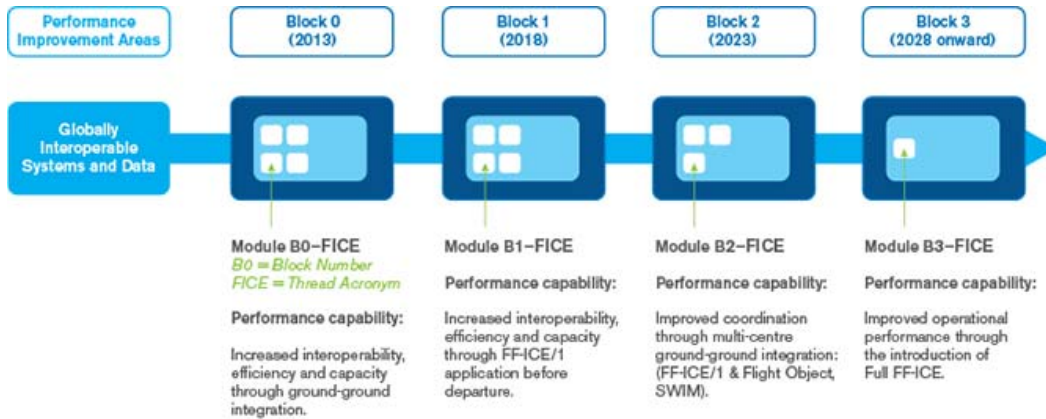 Performance
Improvement Areas
Block 0
(2013)
Block 1
(2018)
Block 2
(2023)
Block 3
(2028 onward)
Globally
Interoperable
Systems and Data
Module B0–FICE
B0 = Block Number
FICE = Thread Acronym
Performance capability:
Increased interoperability,
efficiency and capacity
through ground-ground
integration.
Module B1–FICE
Performance capability:
Increased interoperability,
efficiency and capacity
through FF-ICE/1
application before
departure.
Module B2–FICE
Performance capability:
Improved coordination
through multi-centre
ground-ground integration:
(FF-ICE/1 & Flight Object,
SWIM).
Module B3–FICE
Performance capability:
Improved operational
performance through
the introduction of
Full FF-ICE.